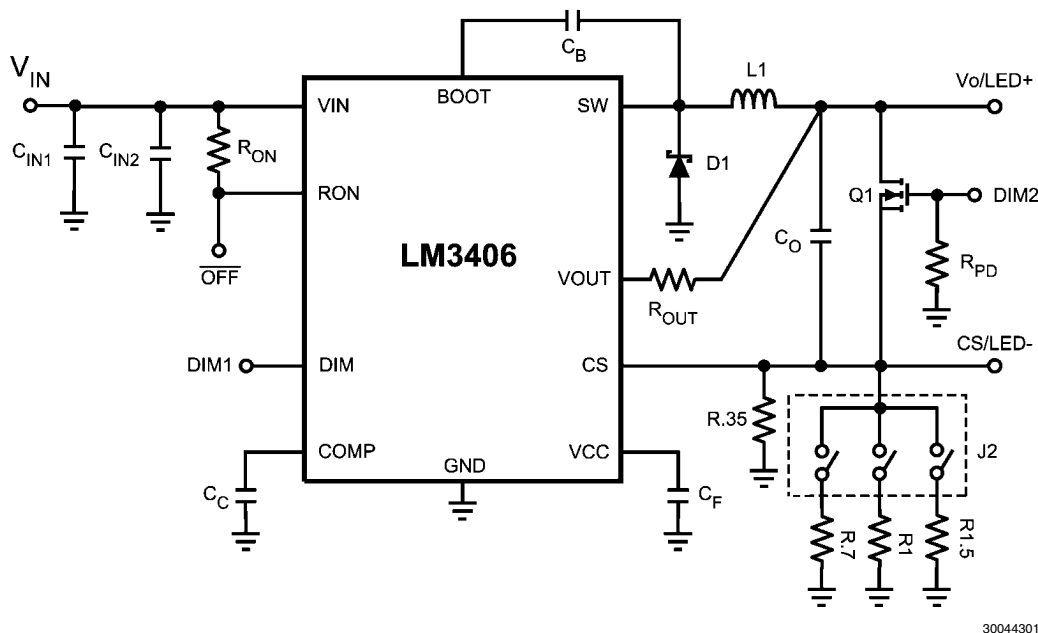 C_B
V_IN
L1
Vo/LED+
VIN
BOOT
SW
C_IN1
C_IN2
R_ON
D1
RON
Q1
DIM2
LM3406
C_O
OFF
VOUT
R_OUT
R_PD
CS/LED-
DIM1
DIM
CS
R.35
COMP
GND
VCC
J2
C_C
C_F
R.7
R1
R1.5
30044301